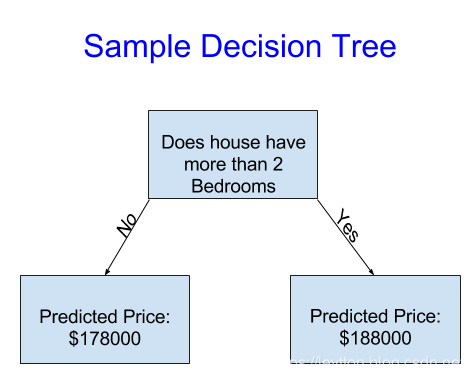 Sample Decision Tree
Does house have
more than 2
Bedrooms
No
Yes
Predicted Price:
$178000
Predicted Price:
$188000